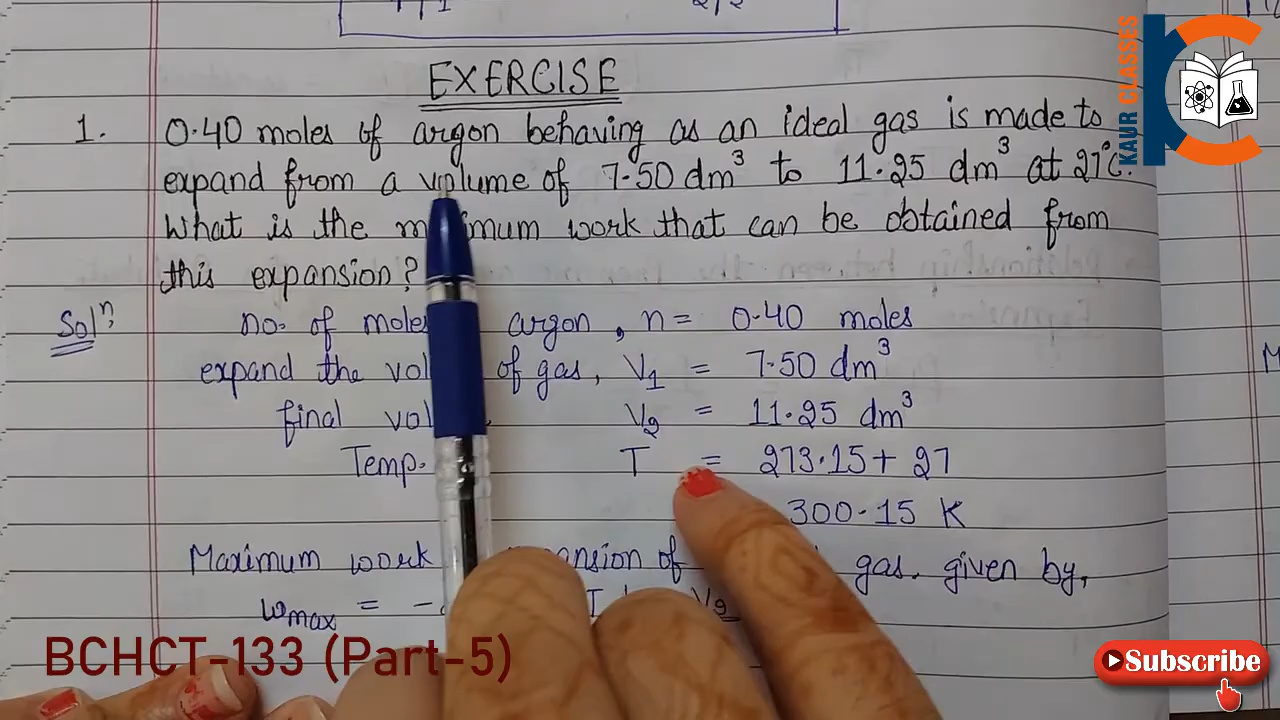 EXERCISE
1. 0.40 moles of argon behaving as an ideal gas is made to
expand from a volume of 7.50 dm³ to 11.25 dm³ at 27°C.
What is the m imum work that can be obtained from
this expansion?
Solⁿ: no. of moles argon, n = 0.40 moles
expand the vol of gas, V₁ = 7.50 dm³
final vol V₂ = 11.25 dm³
Temp. T = 273.15 + 27
300.15 K
Maximum work expansion of gas. given by,
wmax = - V₂
BCHCT-133 (Part-5)
KAUR CLASSES
Subscribe